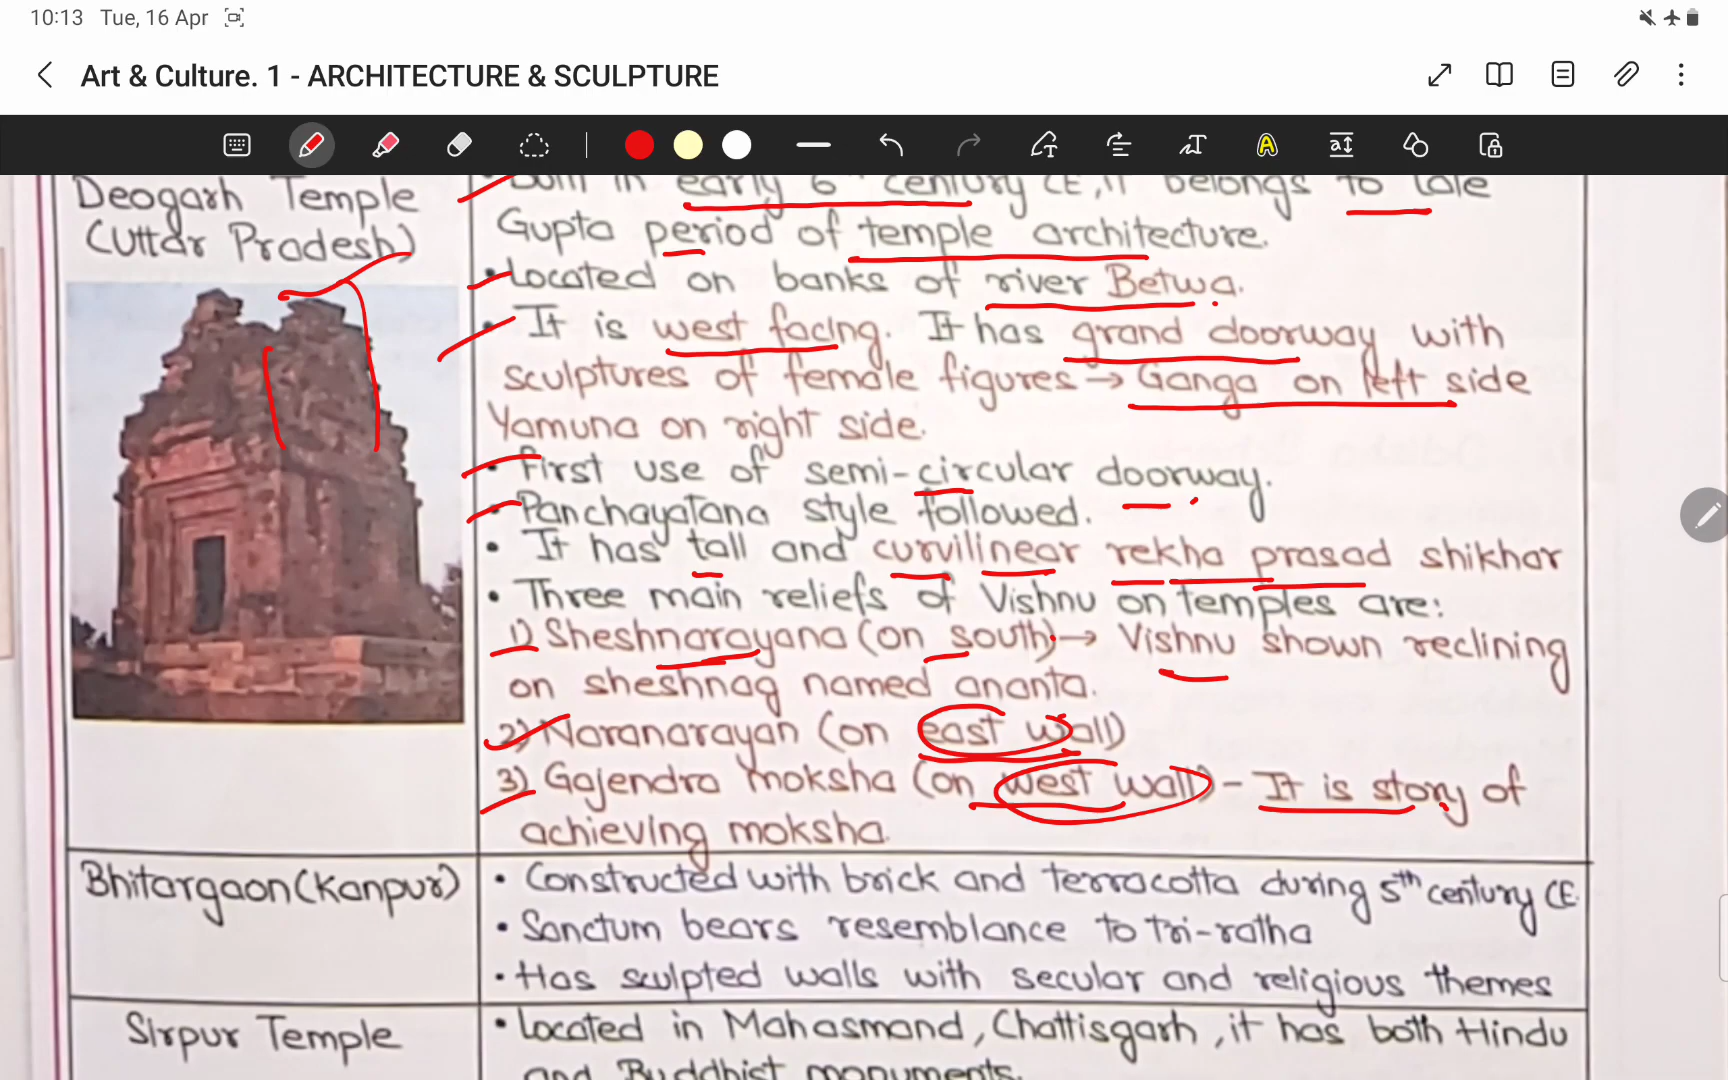 10:13 Tue, 16 Apr
Art & Culture. 1 - ARCHITECTURE & SCULPTURE
Deogarh Temple
(Uttar Pradesh)
• Built in early 6th century CE, it belongs to late
Gupta period of temple architecture.
• Located on banks of river Betwa.
• It is west facing. It has grand doorway with
sculptures of female figures → Ganga on left side
Yamuna on right side.
• First use of semi-circular doorway.
• Panchayatana style followed.
• It has tall and curvilinear rekha prasad shikhar
• Three main reliefs of Vishnu on temples are:
1) Sheshnarayana (on south) → Vishnu shown reclining
on sheshnag named ananta.
2) Naranarayan (on east wall)
3) Gajendra moksha (on west wall) - It is story of
achieving moksha.
Bhitargaon (Kanpur)
• Constructed with brick and terracotta during 5th century CE.
• Sanctum bears resemblance to tri-ratha
• Has sculpted walls with secular and religious themes
Sirpur Temple
• Located in Mahasmand, Chattisgarh, it has both Hindu
and Buddhist monuments.